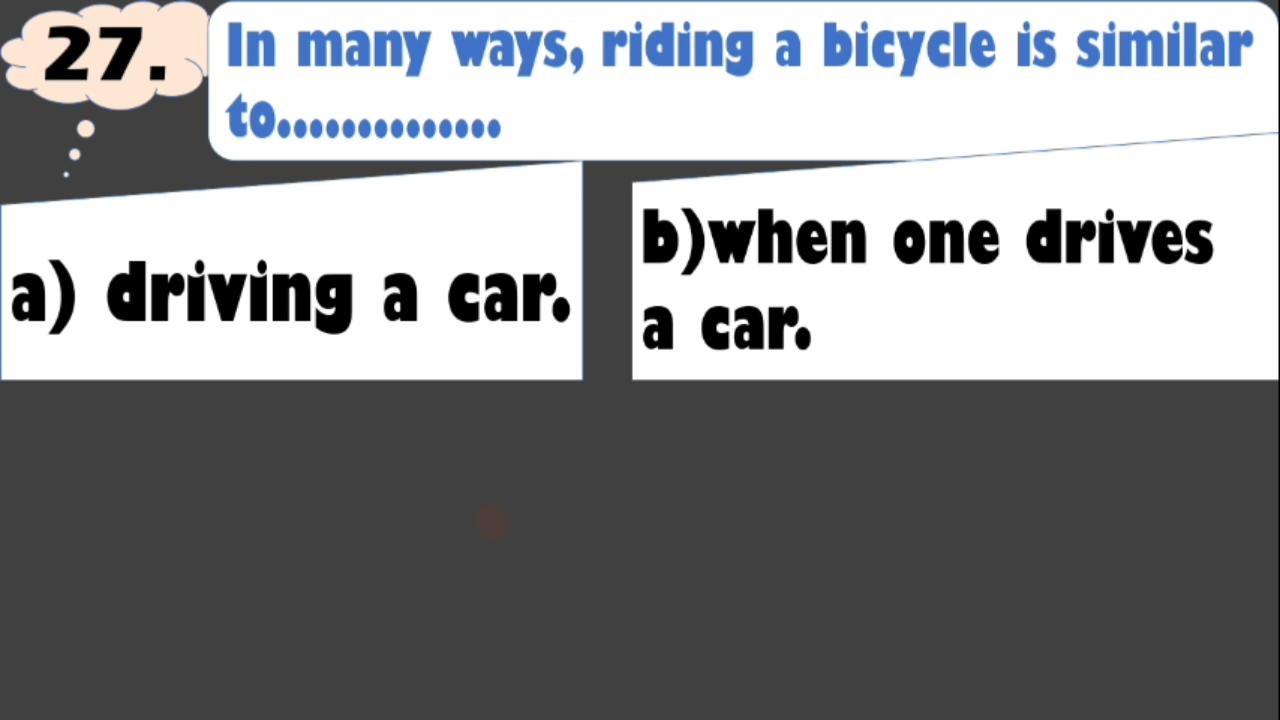 27.
In many ways, riding a bicycle is similar
to..............
a) driving a car.
b)when one drives
a car.